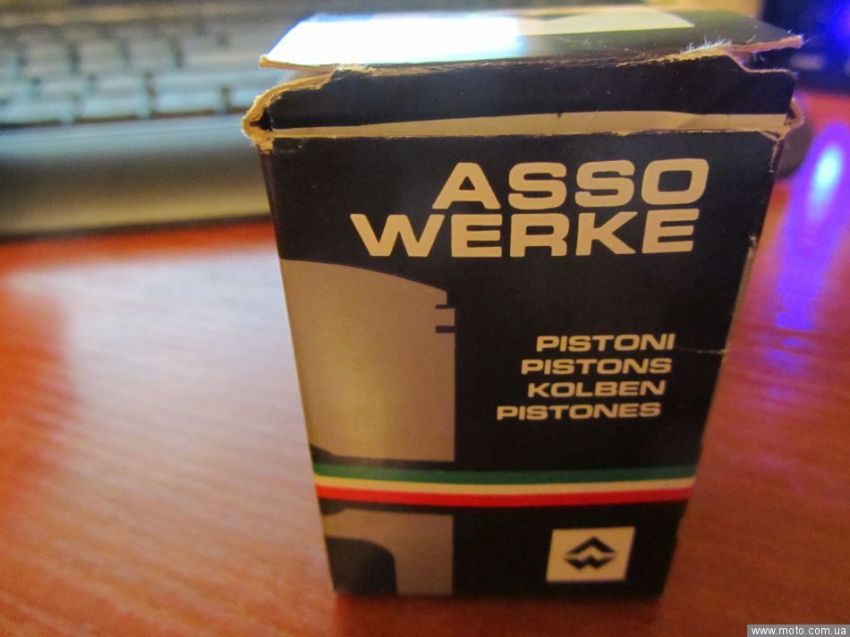 ASSO
WERKE
PISTONI
PISTONS
KOLBEN
PISTONES
www.moto.com.ua